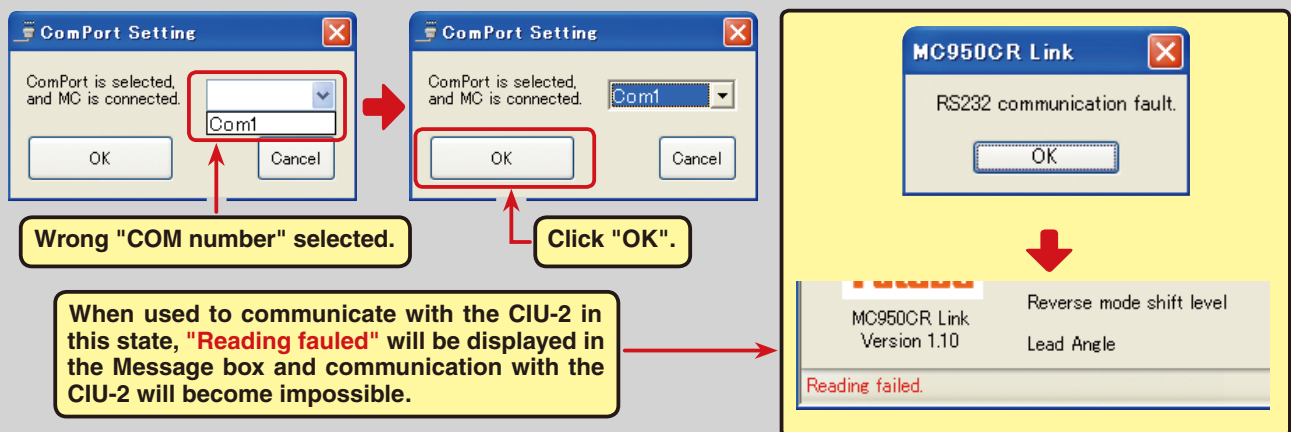 ComPort Setting
ComPort is selected,
and MC is connected.
Com1
OK
Cancel
Wrong "COM number" selected.
ComPort Setting
ComPort is selected,
and MC is connected.
Com1
OK
Cancel
Click "OK".
When used to communicate with the CIU-2 in
this state, "Reading fauled" will be displayed in
the Message box and communication with the
CIU-2 will become impossible.
MC950CR Link
RS232 communication fault.
OK
MC950CR Link
Version 1.10
Reverse mode shift level
Lead Angle
Reading failed.